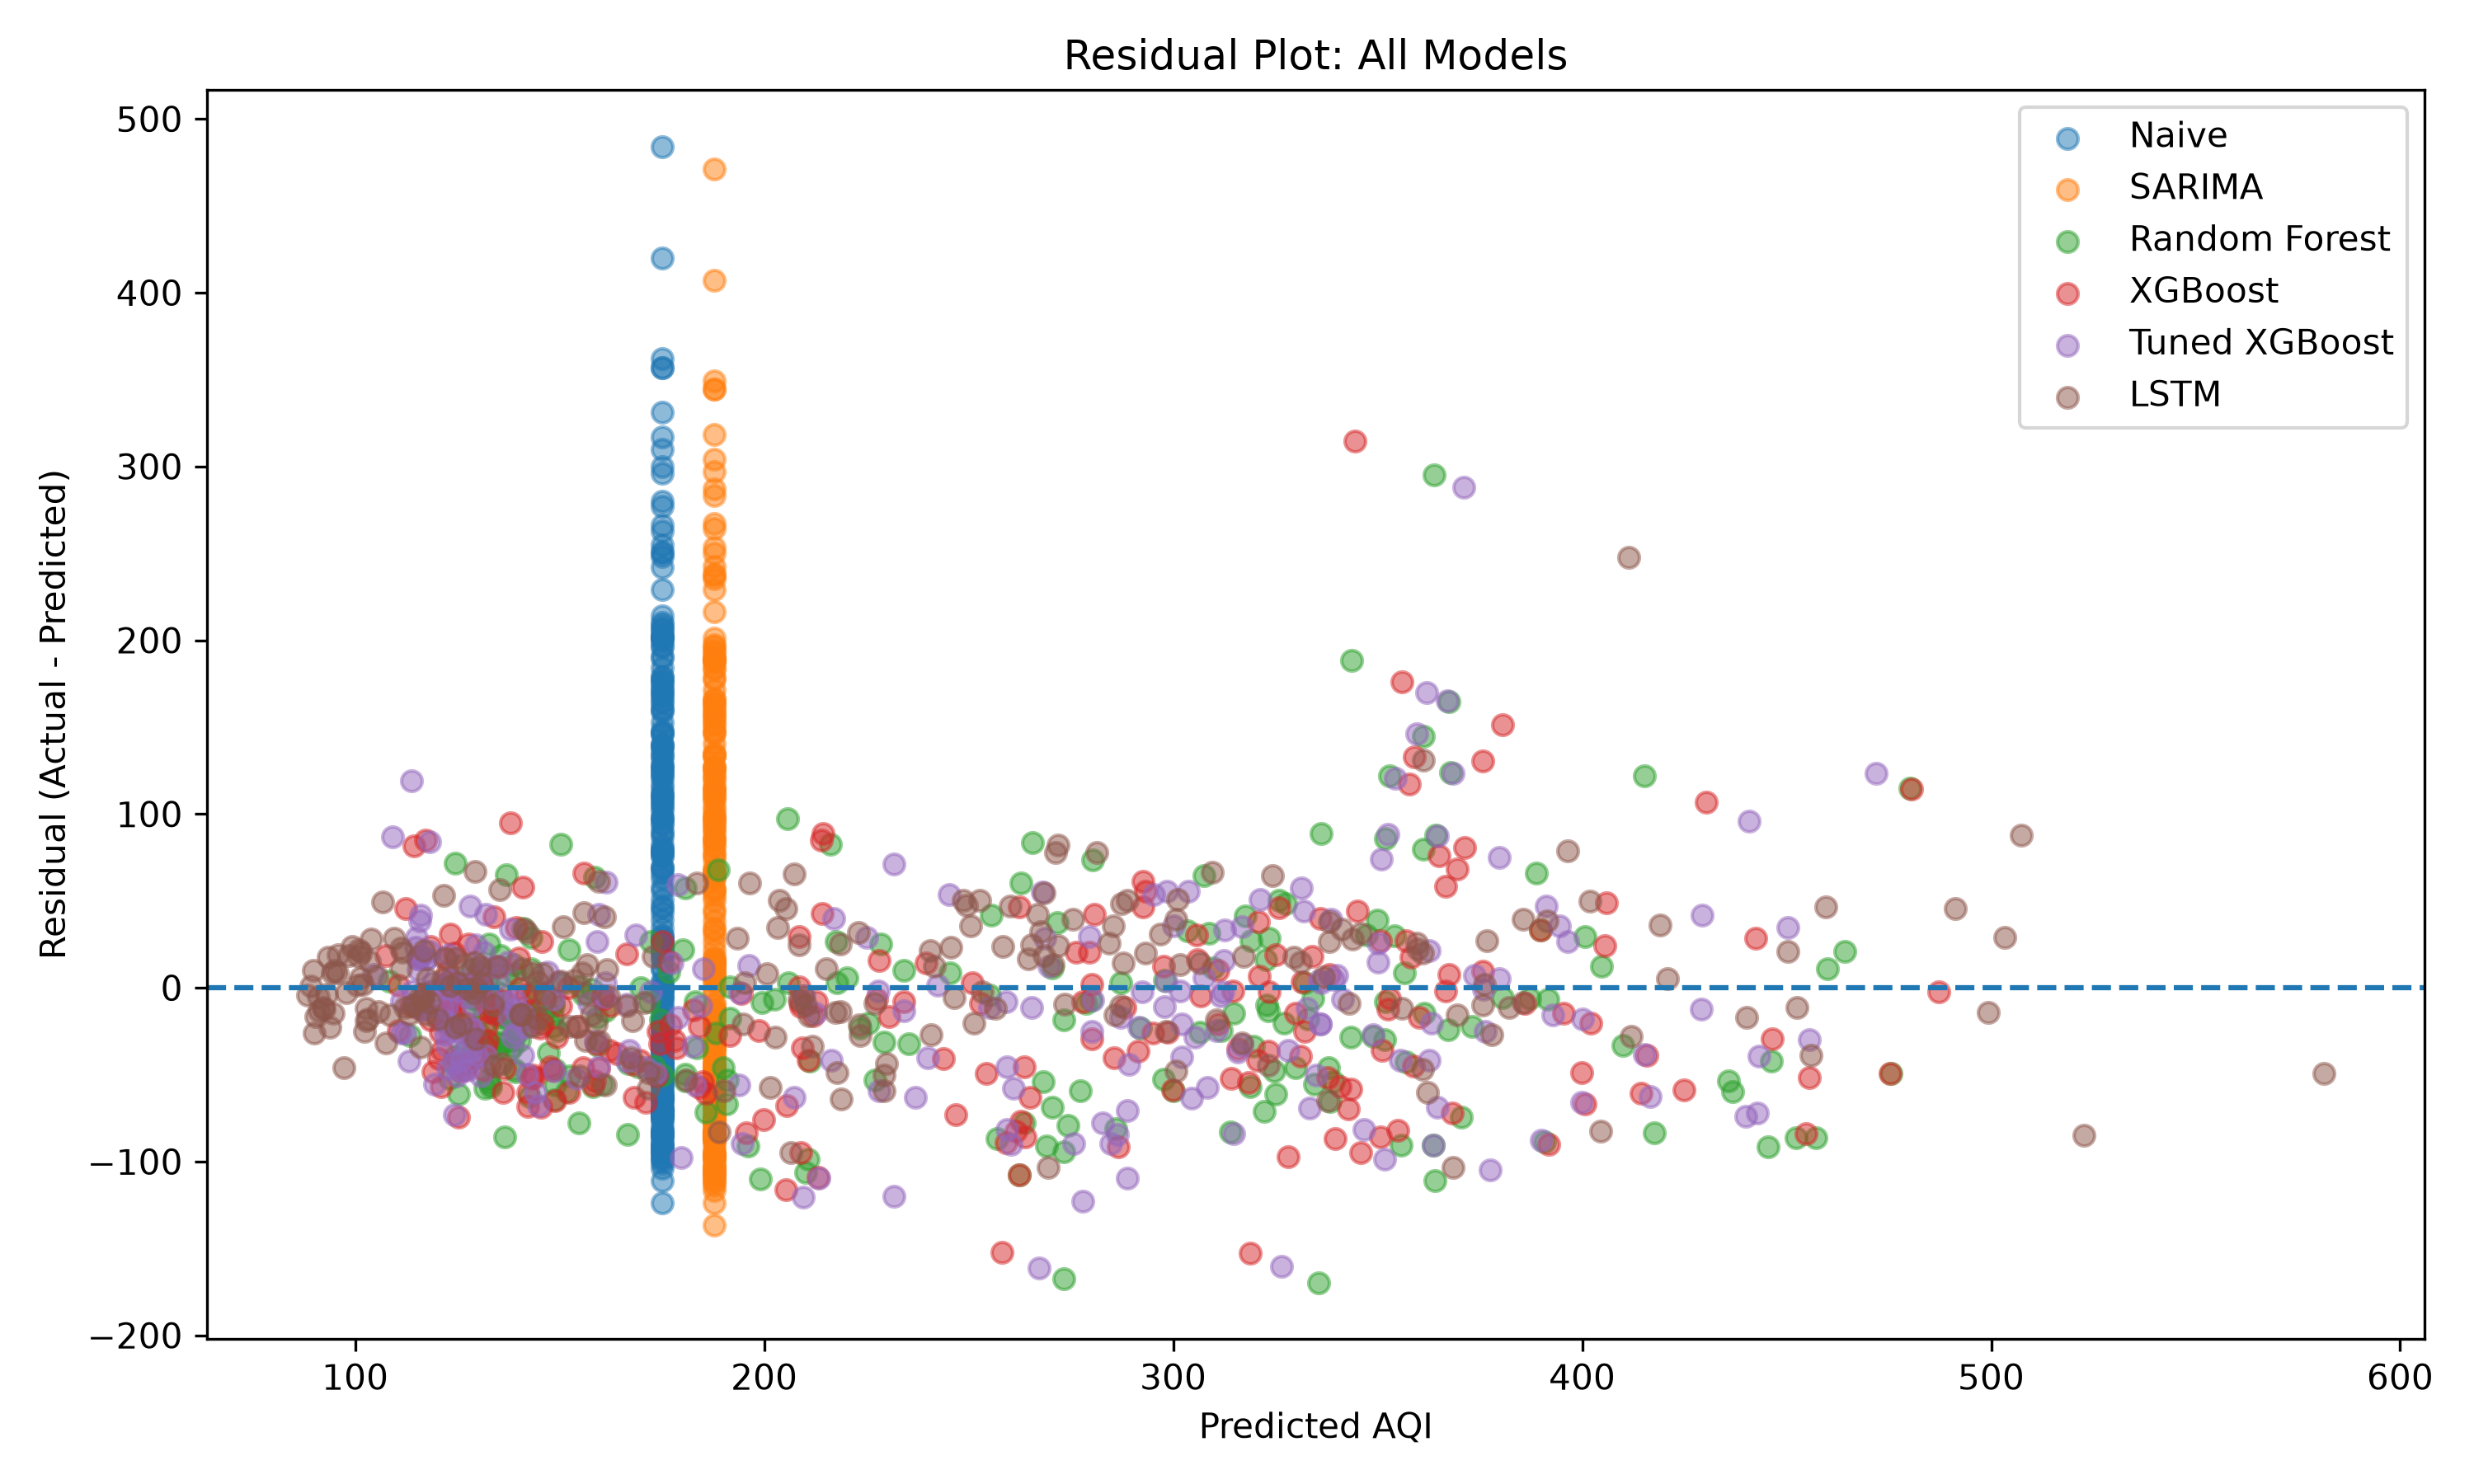 Residual Plot: All Models
500
400
300
200
100
0
−100
−200
Residual (Actual - Predicted)
Naive
SARIMA
Random Forest
XGBoost
Tuned XGBoost
LSTM
100
200
300
400
500
600
Predicted AQI